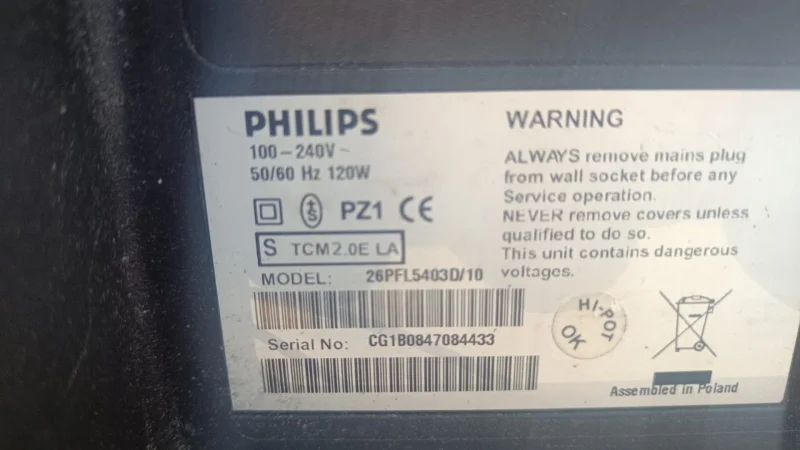 PHILIPS
100-240V~
50/60 Hz 120W
PZ1 CE
S TCM2.0E LA
MODEL: 26PFL5403D/10
Serial No: CG1B0847084433
WARNING
ALWAYS remove mains plug
from wall socket before any
Service operation.
NEVER remove covers unless
qualified to do so.
This unit contains dangerous
voltages.
HI-POT
OK
Assembled in Poland